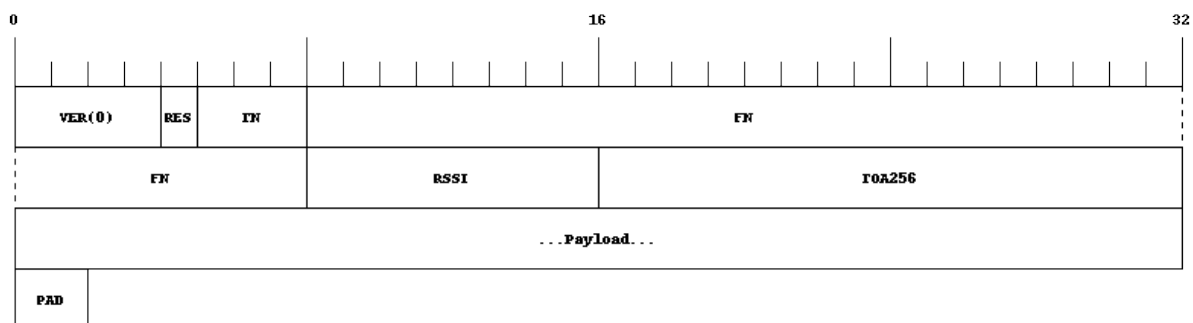 0 16 32
VER(0) RES TN FN
FN RSSI TOA256
...Payload...
PAD